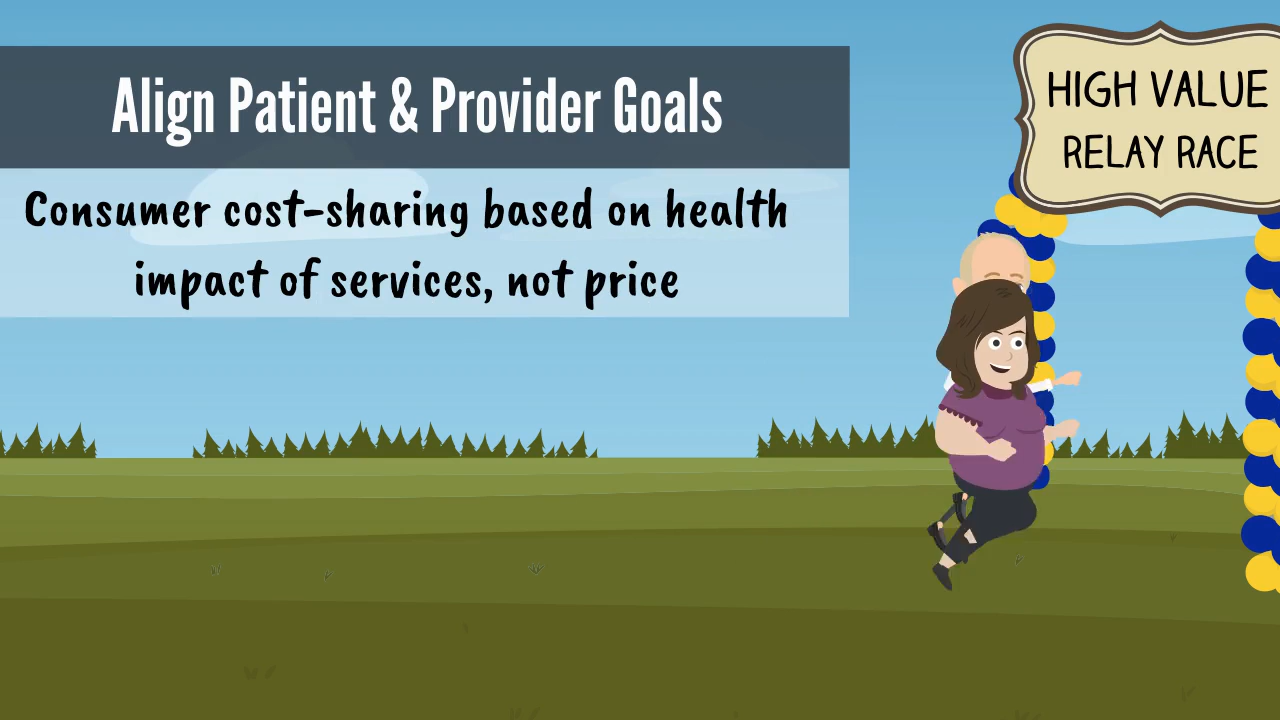 Align Patient & Provider Goals
Consumer cost-sharing based on health
impact of services, not price
HIGH VALUE
RELAY RACE